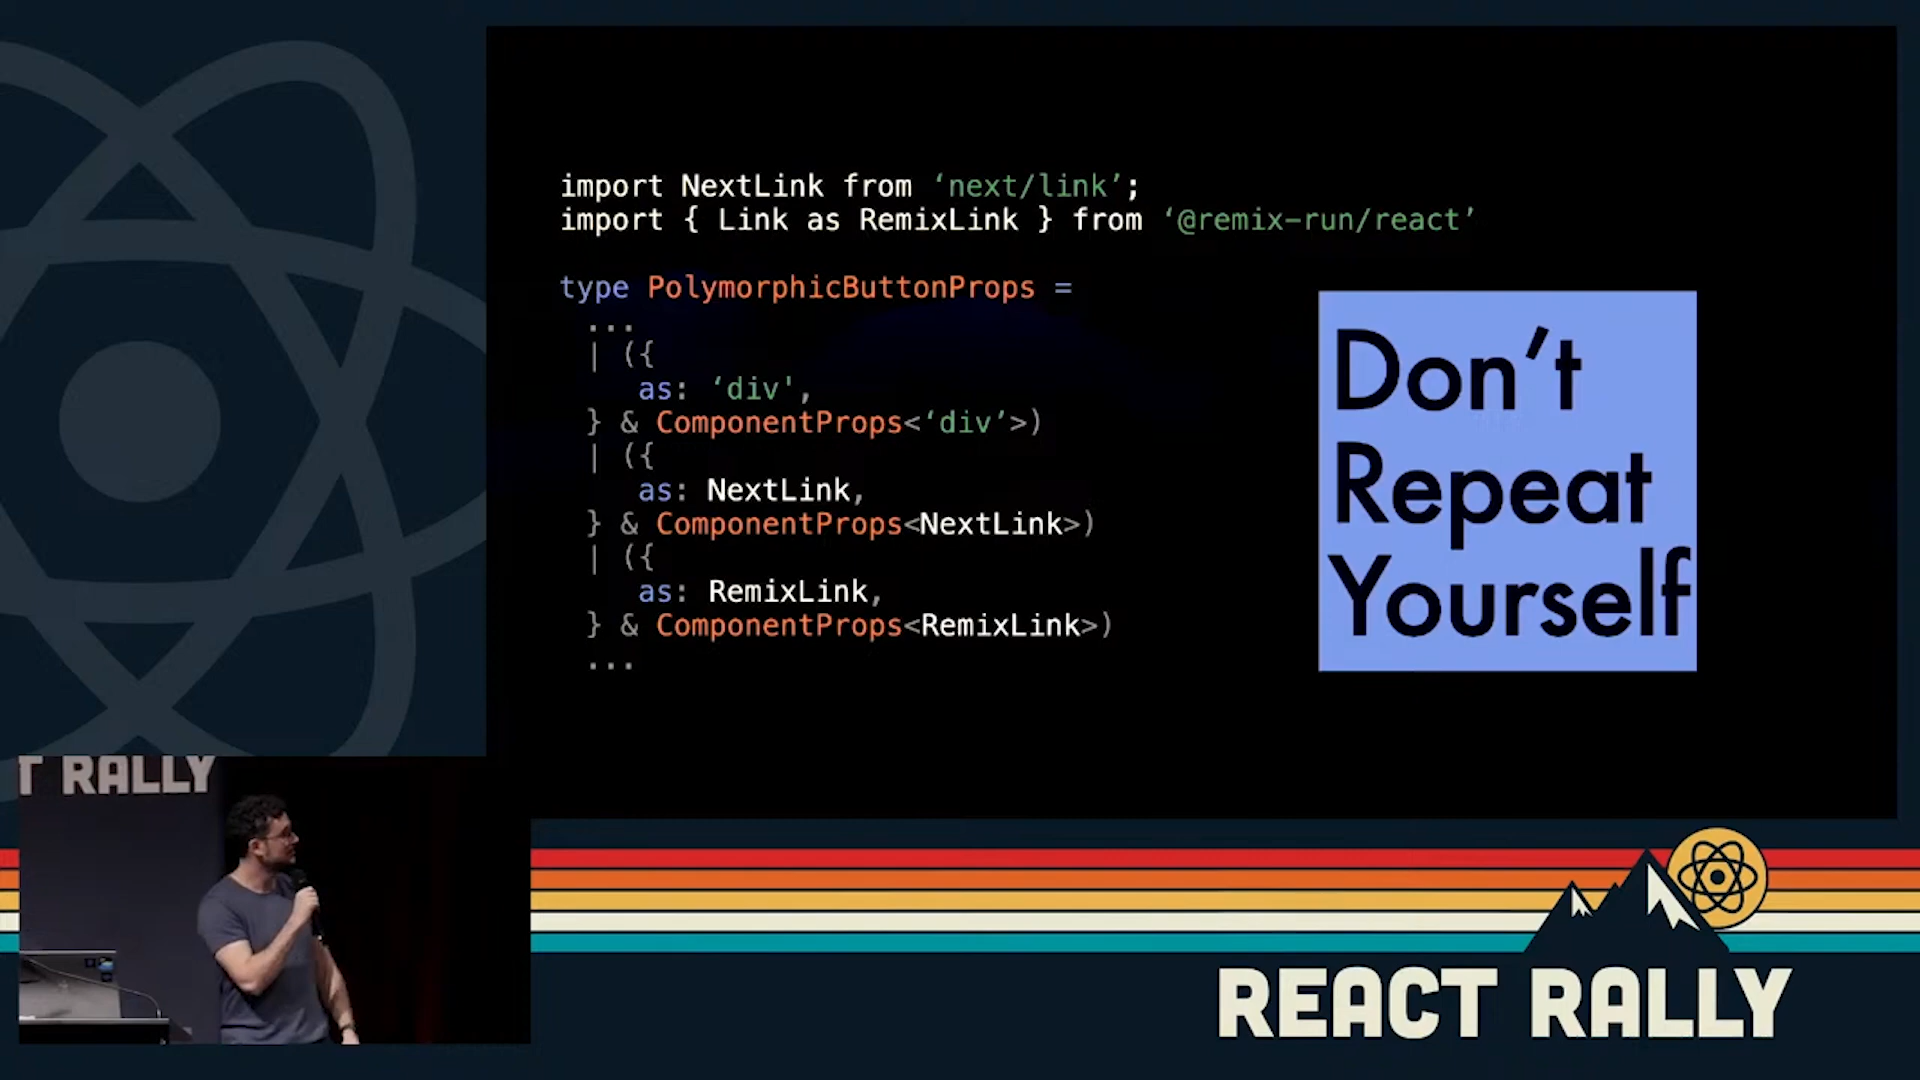 import NextLink from ‘next/link’;
import { Link as RemixLink } from ‘@remix-run/react’
type PolymorphicButtonProps =
...
| ({
as: ‘div',
} & ComponentProps<‘div’>)
| ({
as: NextLink,
} & ComponentProps<NextLink>)
| ({
as: RemixLink,
} & ComponentProps<RemixLink>)
...
Don’t
Repeat
Yourself
T RALLY
REACT RALLY